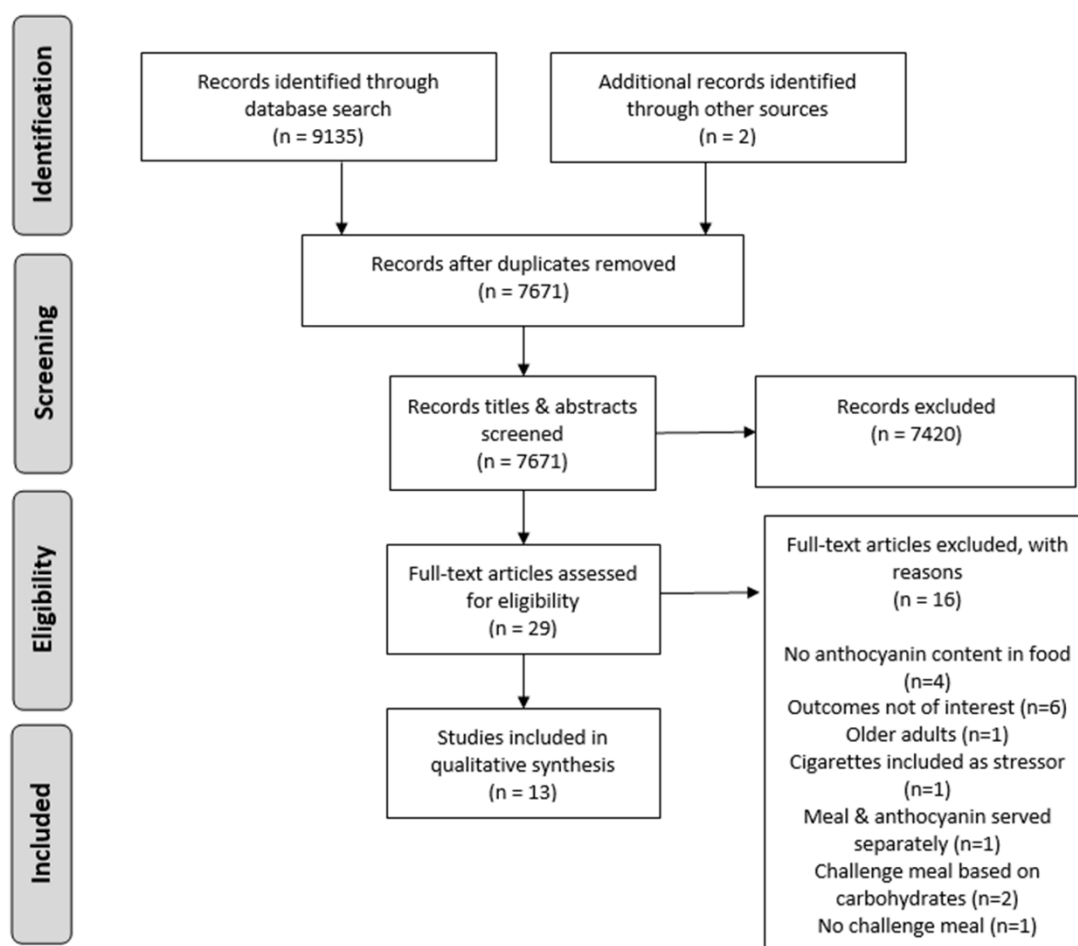 Identification
Records identified through
database search
(n = 9135)
Additional records identified
through other sources
(n = 2)
Screening
Records after duplicates removed
(n = 7671)
Records titles & abstracts
screened
(n = 7671)
Records excluded
(n = 7420)
Eligibility
Full-text articles assessed
for eligibility
(n = 29)
Full-text articles excluded, with
reasons
(n = 16)
No anthocyanin content in food
(n=4)
Outcomes not of interest (n=6)
Older adults (n=1)
Cigarettes included as stressor
(n=1)
Meal & anthocyanin served
separately (n=1)
Challenge meal based on
carbohydrates (n=2)
No challenge meal (n=1)
Included
Studies included in
qualitative synthesis
(n = 13)